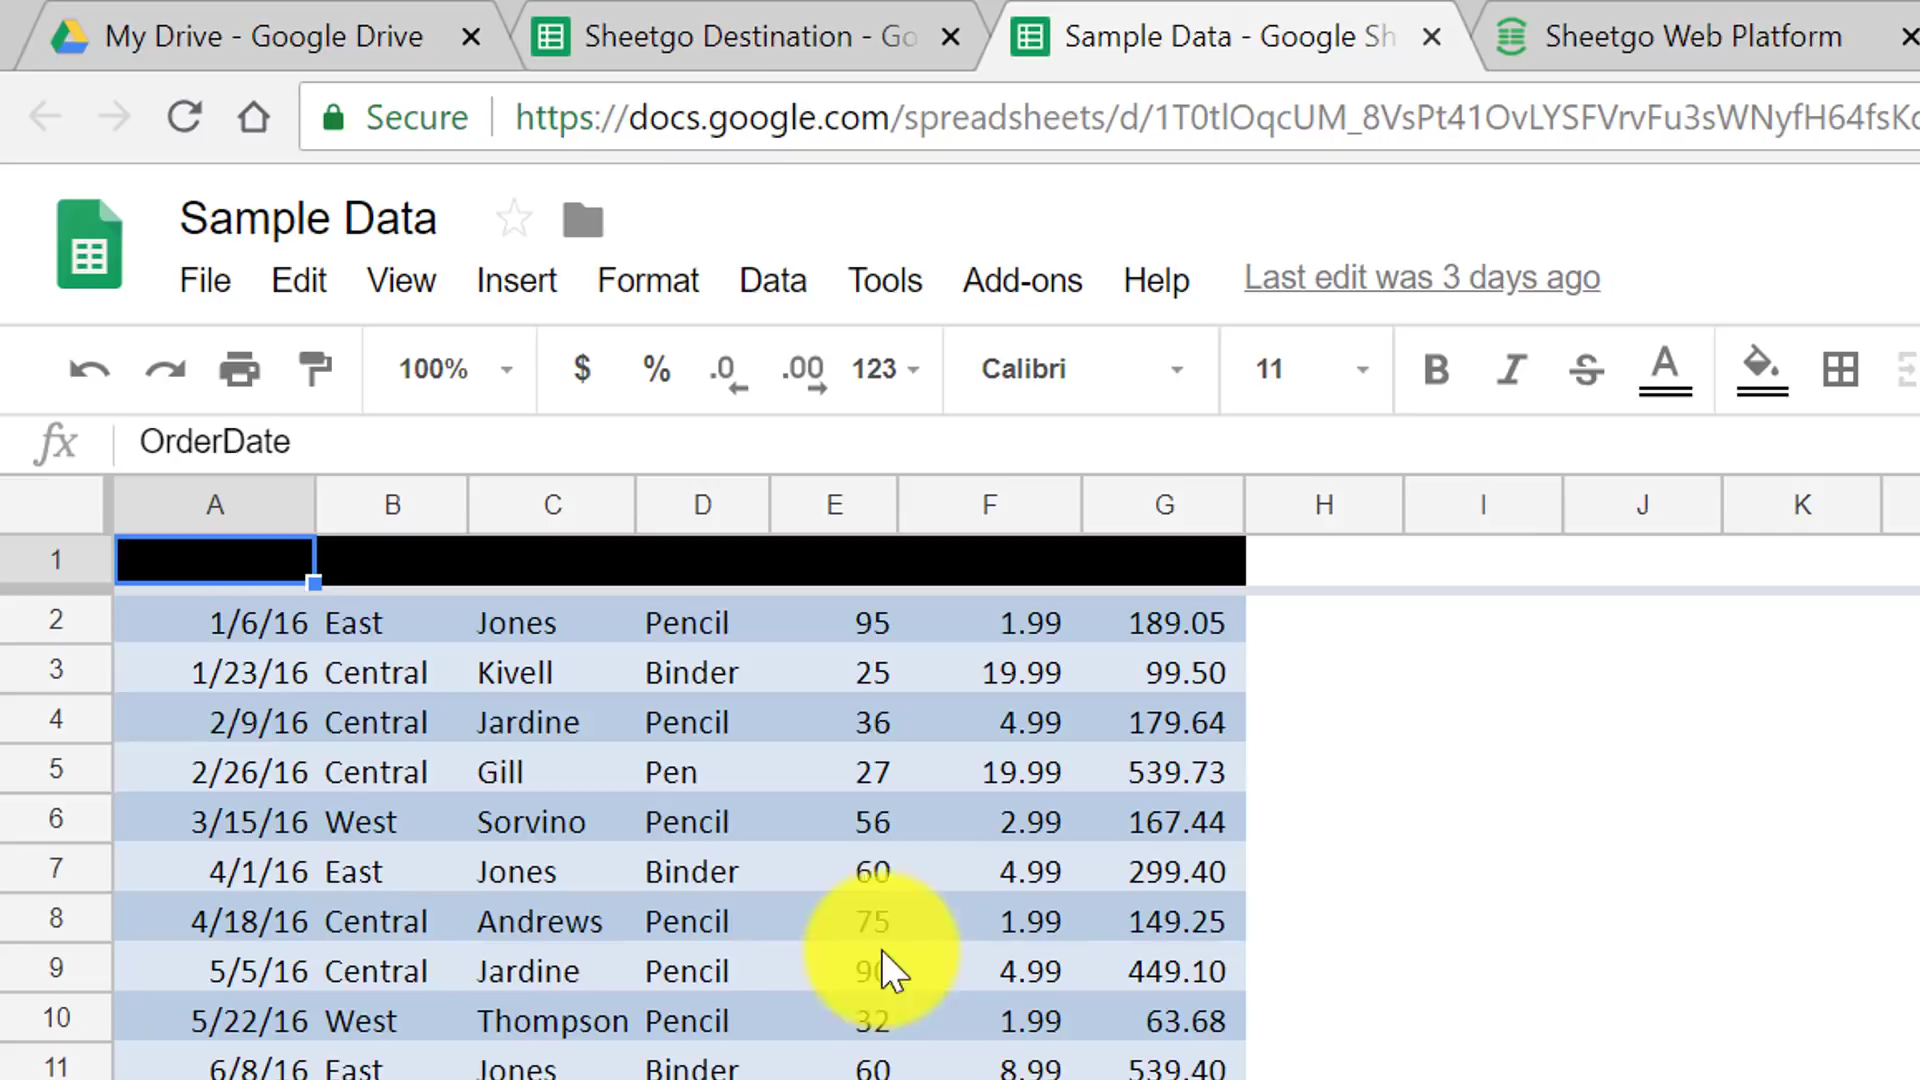 My Drive - Google Drive
Sheetgo Destination - Go
Sample Data - Google Sh
Sheetgo Web Platform
Secure
https://docs.google.com/spreadsheets/d/1T0tlOqcUM_8VsPt41OvLYSFVrvFu3sWNyfH64fsKc
Sample Data
File Edit View Insert Format Data Tools Add-ons Help Last edit was 3 days ago
100% $ % .0 .00 123 Calibri 11 B I S A
fx OrderDate
A B C D E F G H I J K
1
2 1/6/16 East Jones Pencil 95 1.99 189.05
3 1/23/16 Central Kivell Binder 25 19.99 99.50
4 2/9/16 Central Jardine Pencil 36 4.99 179.64
5 2/26/16 Central Gill Pen 27 19.99 539.73
6 3/15/16 West Sorvino Pencil 56 2.99 167.44
7 4/1/16 East Jones Binder 60 4.99 299.40
8 4/18/16 Central Andrews Pencil 75 1.99 149.25
9 5/5/16 Central Jardine Pencil 90 4.99 449.10
10 5/22/16 West Thompson Pencil 32 1.99 63.68
11 6/8/16 East Jones Binder 60 8.99 539.40